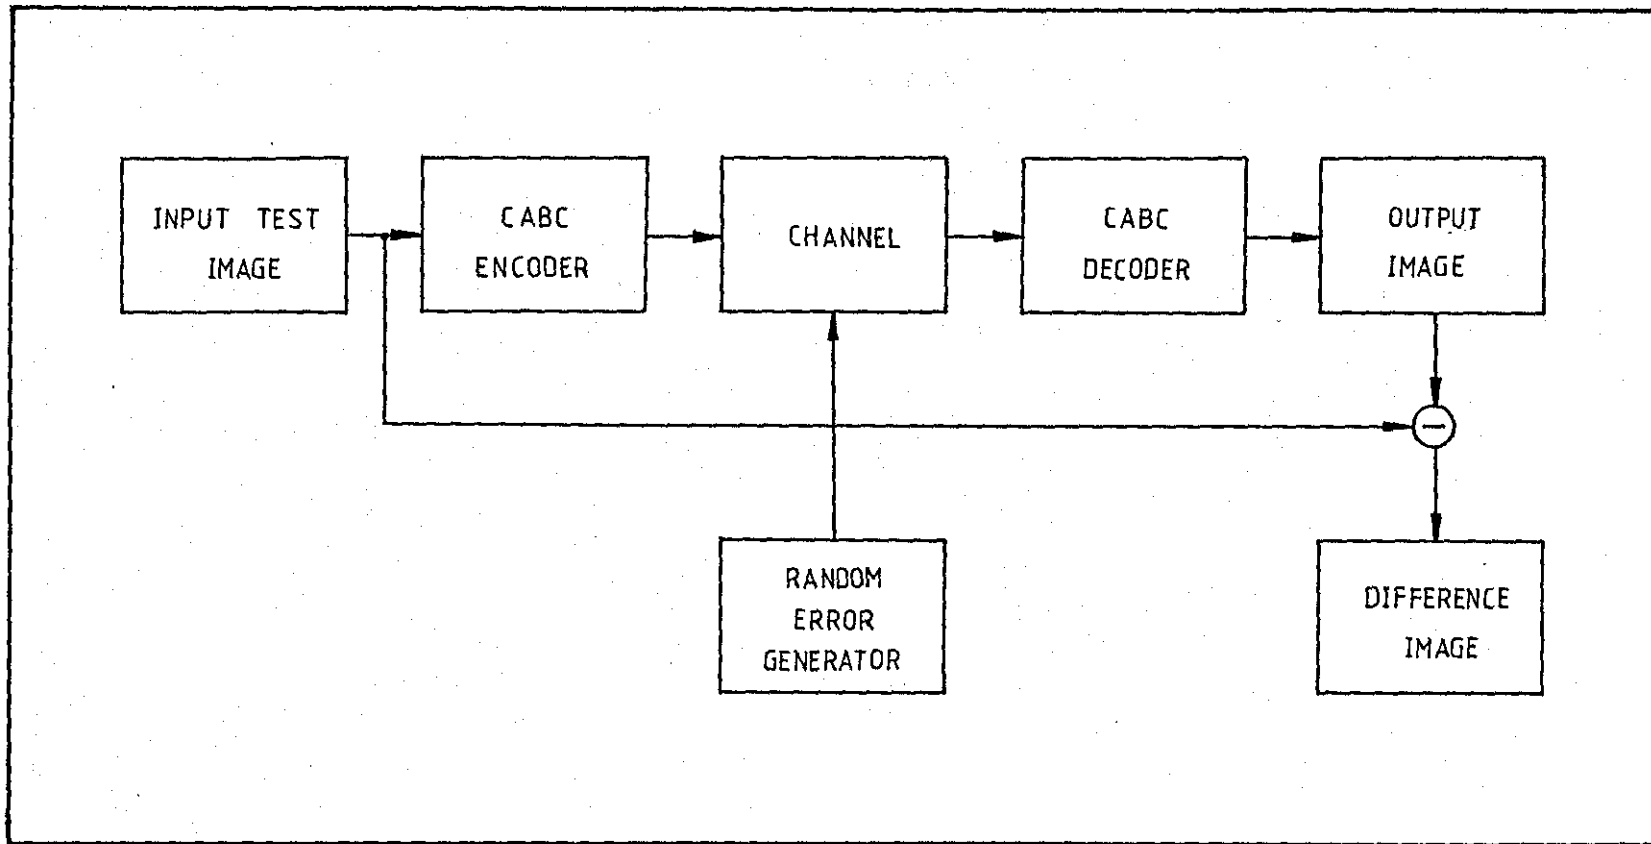 INPUT TEST
IMAGE
CABC
ENCODER
CHANNEL
CABC
DECODER
OUTPUT
IMAGE
−
RANDOM
ERROR
GENERATOR
DIFFERENCE
IMAGE